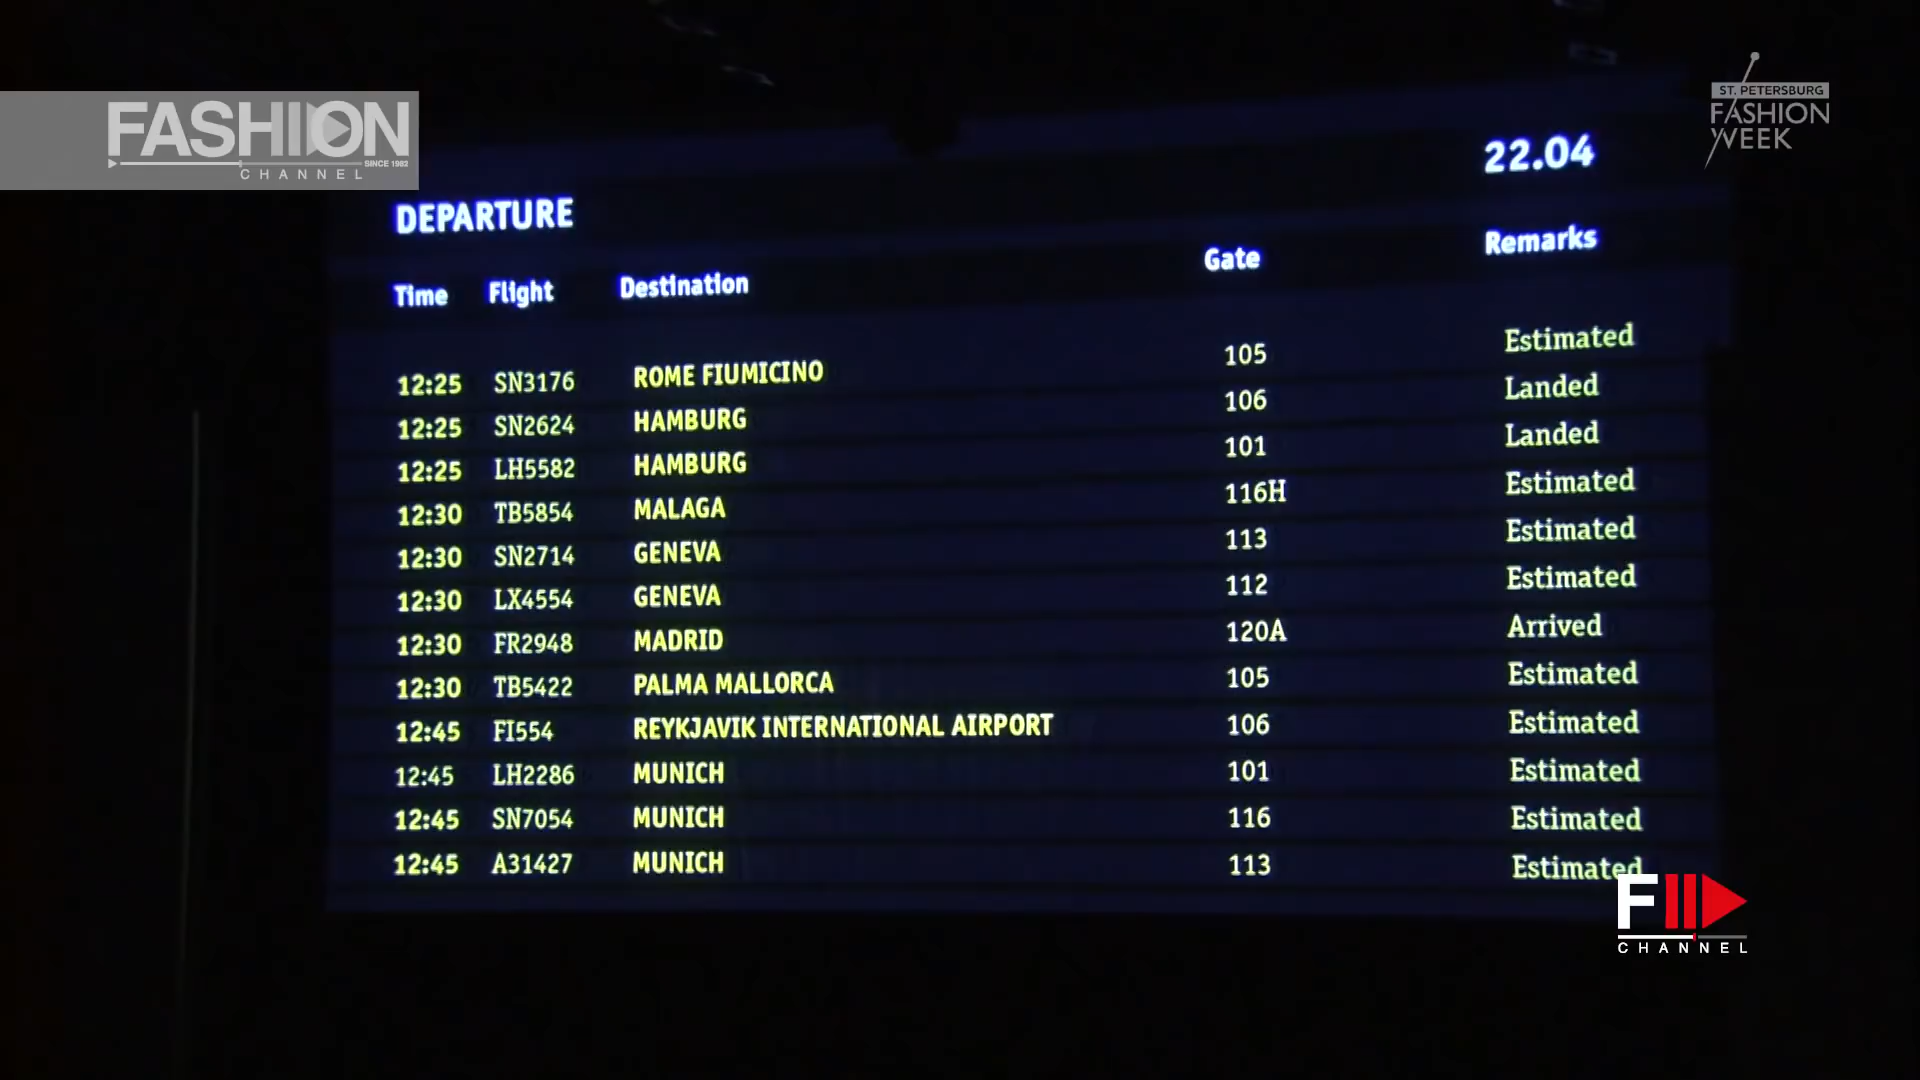 FASHION
SINCE 1982
CHANNEL
ST. PETERSBURG
FASHION
WEEK
22.04
DEPARTURE
Time Flight Destination Gate Remarks
12:25 SN3176 ROME FIUMICINO 105 Estimated
12:25 SN2624 HAMBURG 106 Landed
12:25 LH5582 HAMBURG 101 Landed
12:30 TB5854 MALAGA 116H Estimated
12:30 SN2714 GENEVA 113 Estimated
12:30 LX4554 GENEVA 112 Estimated
12:30 FR2948 MADRID 120A Arrived
12:30 TB5422 PALMA MALLORCA 105 Estimated
12:45 FI554 REYKJAVIK INTERNATIONAL AIRPORT 106 Estimated
12:45 LH2286 MUNICH 101 Estimated
12:45 SN7054 MUNICH 116 Estimated
12:45 A31427 MUNICH 113 Estimated
F
CHANNEL